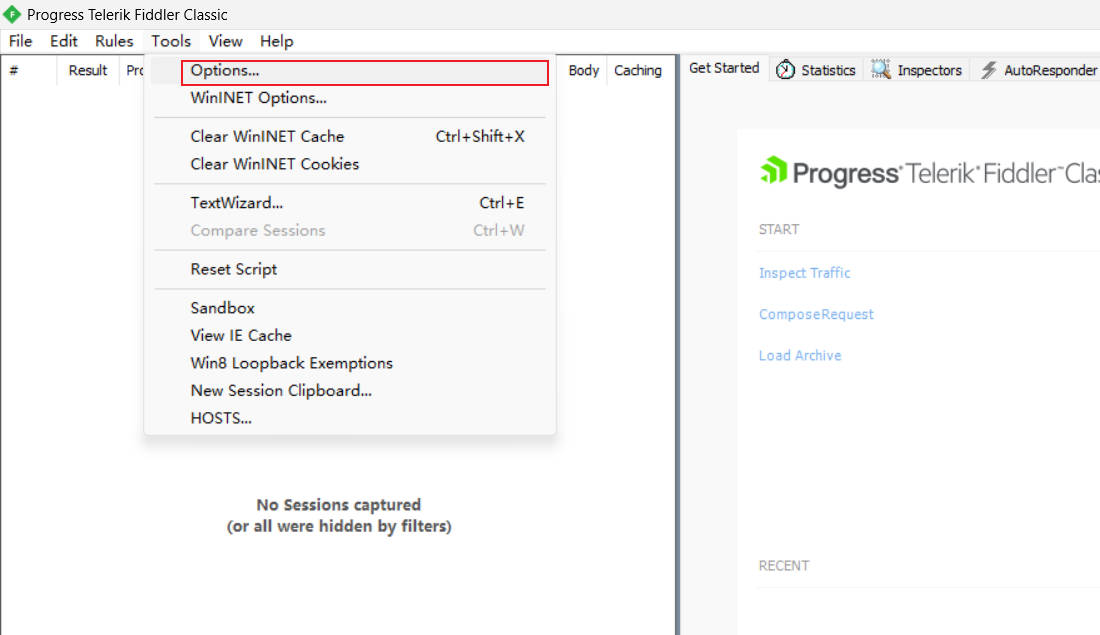 Progress Telerik Fiddler Classic
File Edit Rules Tools View Help
# Result Body Caching
Get Started Statistics Inspectors AutoResponder
Options...
WinINET Options...
Clear WinINET Cache Ctrl+Shift+X
Clear WinINET Cookies
TextWizard... Ctrl+E
Compare Sessions Ctrl+W
Reset Script
Sandbox
View IE Cache
Win8 Loopback Exemptions
New Session Clipboard...
HOSTS...
No Sessions captured
(or all were hidden by filters)
Progress® Telerik® Fiddler™ Clas
START
Inspect Traffic
ComposeRequest
Load Archive
RECENT